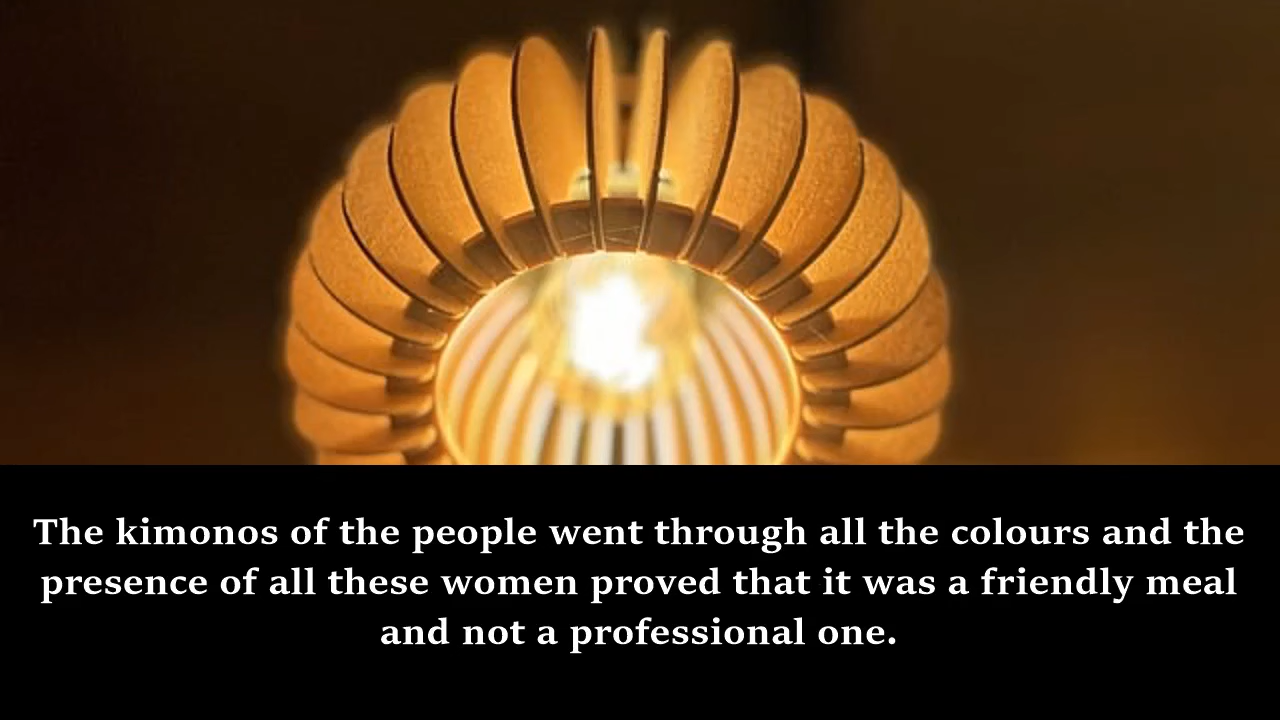 The kimonos of the people went through all the colours and the
presence of all these women proved that it was a friendly meal
and not a professional one.